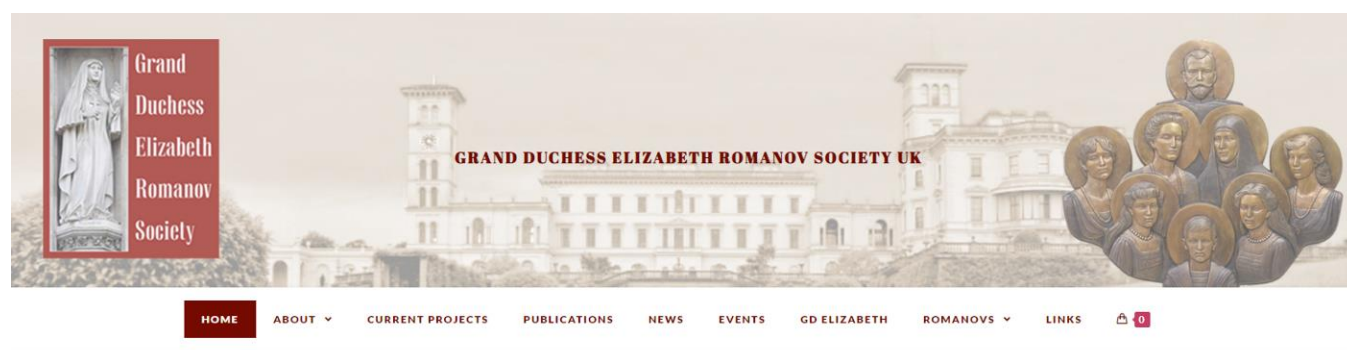 Grand
Duchess
Elizabeth
Romanov
Society
GRAND DUCHESS ELIZABETH ROMANOV SOCIETY UK
HOME ABOUT CURRENT PROJECTS PUBLICATIONS NEWS EVENTS GD ELIZABETH ROMANOVS LINKS 0